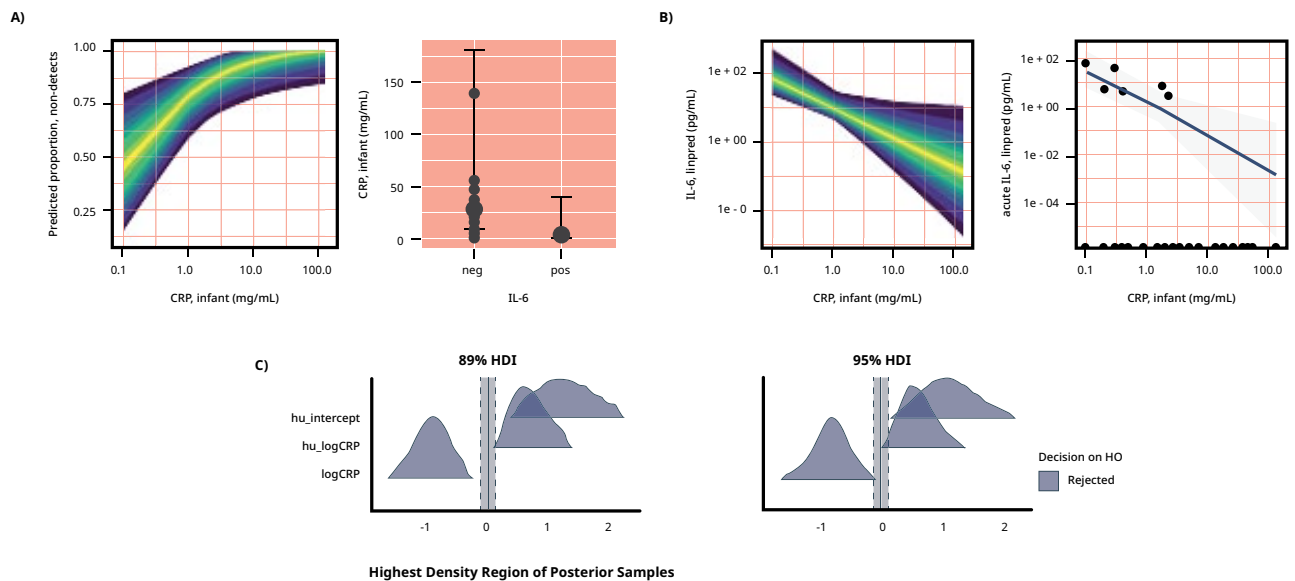 A)
B)
Predicted proportion, non-detects
1.00
0.75
0.50
0.25
0.1
1.0
10.0
100.0
CRP, infant (mg/mL)
CRP, infant (mg/mL)
150
100
50
0
neg
pos
IL-6
IL-6, linpred (pg/mL)
1e + 02
1e + 00
1e - 0
0.1
1.0
10.0
100.0
CRP, infant (mg/mL)
acute IL-6, linpred (pg/mL)
1e + 02
1e + 00
1e - 02
1e - 04
0.1
1.0
10.0
100.0
CRP, infant (mg/mL)
C)
89% HDI
95% HDI
hu_intercept
hu_logCRP
logCRP
-1
0
1
2
-1
0
1
2
Decision on HO
Rejected
Highest Density Region of Posterior Samples